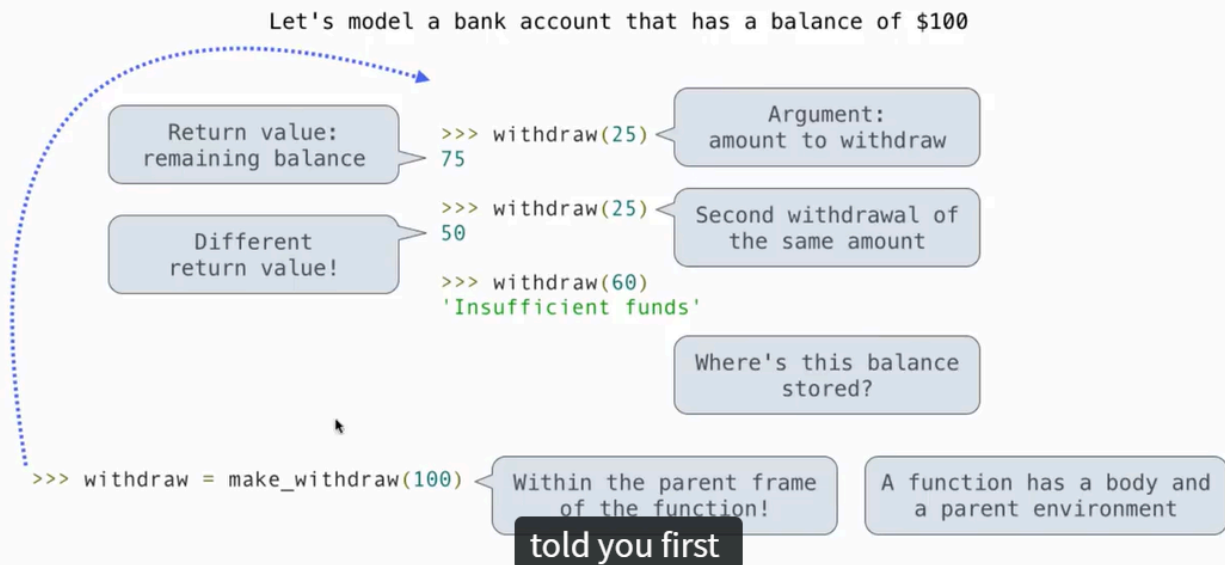 Let's model a bank account that has a balance of $100
Return value:
remaining balance
>>> withdraw(25)
75
Argument:
amount to withdraw
Different
return value!
>>> withdraw(25)
50
Second withdrawal of
the same amount
>>> withdraw(60)
'Insufficient funds'
Where's this balance
stored?
>>> withdraw = make_withdraw(100)
Within the parent frame
of the function!
A function has a body and
a parent environment
told you first